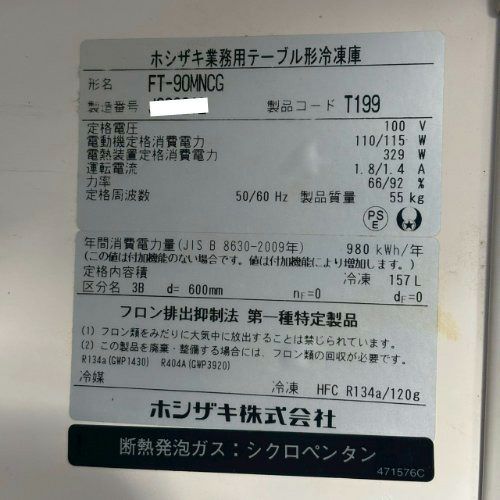 ホシザキ業務用テーブル形冷凍庫
形名 FT-90MNCG
製造番号
製品コード T199
定格電圧 100 V
電動機定格消費電力 110/115 W
電熱装置定格消費電力 329 W
運転電流 1.8/1.4 A
力率 66/92 %
定格周波数 50/60 Hz 製品質量 55 kg
PS
E
年間消費電力量(JIS B 8630-2009年) 980 kWh/年
(この値は付加機能のない場合です。値は付加機能により増加します。)
定格内容積 冷凍 157 L
区分名 3B d= 600mm nF=0 dF=0
フロン排出抑制法 第一種特定製品
(1) フロン類をみだりに大気中に放出することは禁じられています。
(2) この製品を廃棄・整備する場合には、フロン類の回収が必要です。
R134a(GWP1430) R404A(GWP3920)
冷媒 冷凍 HFC R134a/120g
ホシザキ株式会社
断熱発泡ガス:シクロペンタン
471576C